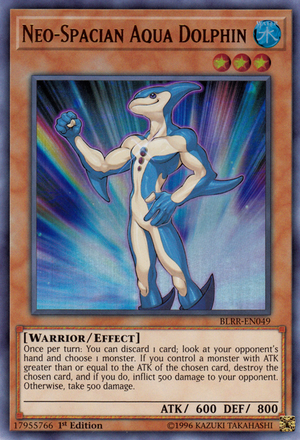 NEO-SPACIAN AQUA DOLPHIN
水
BLRR-EN049
[WARRIOR/EFFECT]
Once per turn: You can discard 1 card; look at your opponent's
hand and choose 1 monster. If you control a monster with ATK
greater than or equal to the ATK of the chosen card, destroy the
chosen card, and if you do, inflict 500 damage to your opponent.
Otherwise, take 500 damage.
ATK/ 600 DEF/ 800
17955766 1st Edition ©1996 KAZUKI TAKAHASHI